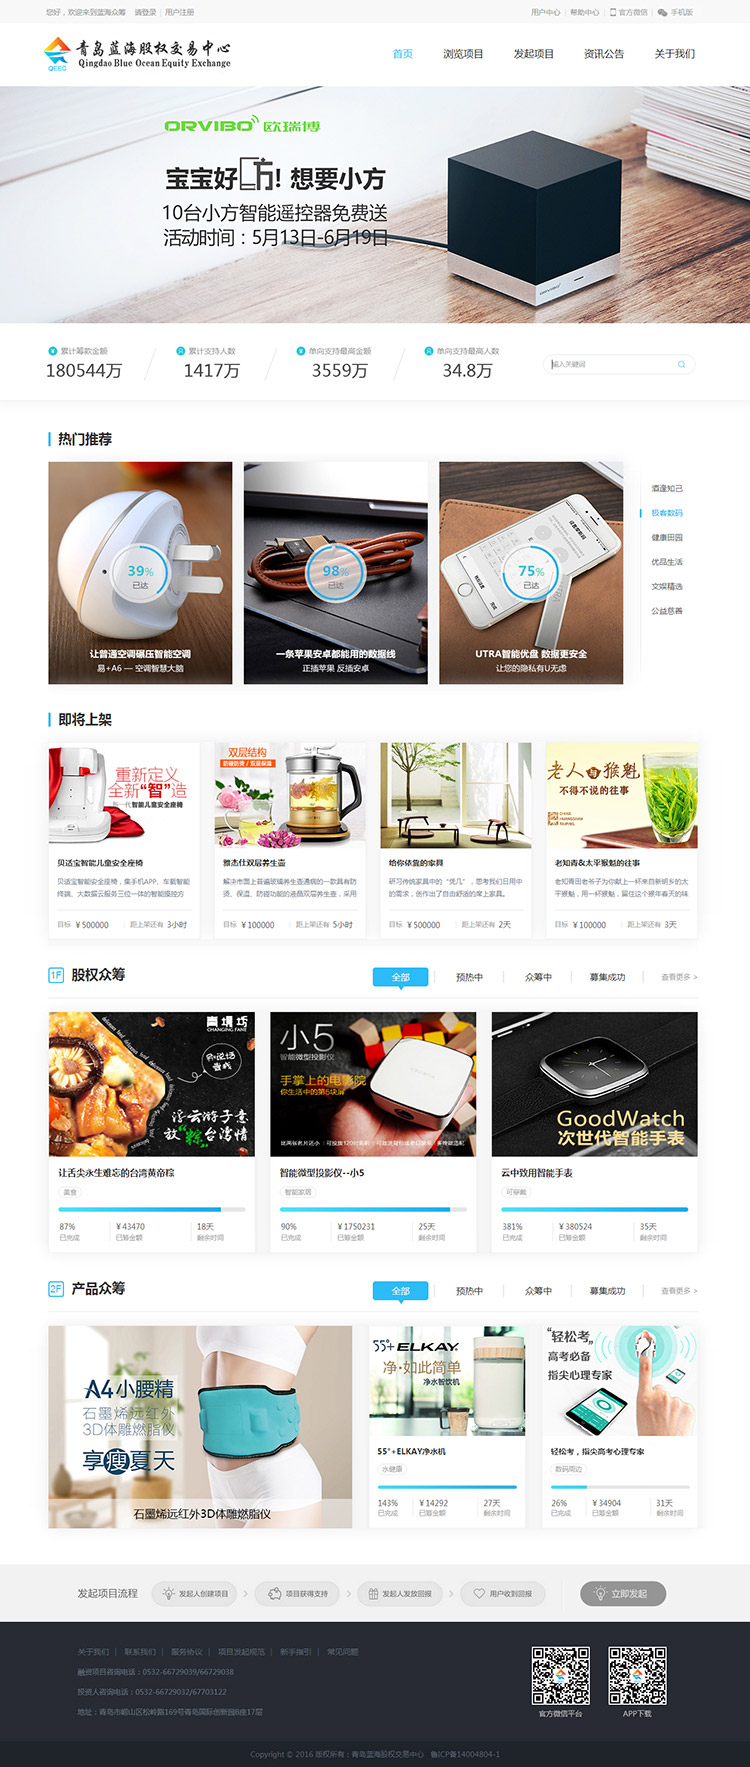 您好，欢迎来到蓝海众筹 请登录 | 用户注册
用户中心 | 帮助中心 | 官方微信 | 手机版
青岛蓝海股权交易中心
Qingdao Blue Ocean Equity Exchange
QEEC
首页 浏览项目 发起项目 资讯公告 关于我们
ORVIBO 欧瑞博
宝宝好方! 想要小方
10台小方智能遥控器免费送
活动时间：5月13日-6月19日
累计筹款金额 累计支持人数 单向支持最高金额 单向支持最高人数
180544万 1417万 3559万 34.8万
输入关键词
热门推荐
39%
已达
让普通空调碾压智能空调
易+A6 — 空调智慧大脑
98%
已达
一条苹果安卓都能用的数据线
正插苹果 反插安卓
75%
已达
UTRA智能优盘 数据更安全
让您的隐私有U无虑
酒逢知己
极客数码
健康田园
优品生活
文娱精选
公益慈善
即将上架
重新定义
全新“智”造
新一代智能儿童安全座椅
贝适宝智能儿童安全座椅
贝适宝智能安全座椅，集手机APP、车载智能
终端、大数据云服务三位一体的智能操控方
目标 ¥500000 距上架还有 3小时
双层结构
防碰防烫 / 双层保温
雅杰仕双层养生壶
解决市面上普遍玻璃养生壶通病的一款具有防
烫、保温、防碰功能的液晶双层养生壶，采用
目标 ¥100000 距上架还有 5小时
给你依靠的家具
研习传统家具中的“凭几”，思考我们日用中
的需求，创作出了自由舒适的席上家具。
目标 ¥500000 距上架还有 2天
老人与猴魁
不得不说的往事
老知青&太平猴魁的往事
老知青田老爷子为你献上一杯来自新明乡的太
平猴魁，用一杯猴魁，留住这个猴年春天的味
目标 ¥100000 距上架还有 3天
1F 股权众筹
全部 预热中 众筹中 募集成功 查看更多 >
浮云游子意
放“粽”台湾情
让舌尖永生难忘的台湾黄帝粽
美食
87% ¥43470 18天
已完成 已筹金额 剩余时间
小5
智能微型投影仪
手掌上的电影院
你生活中的第5块屏
智能微型投影仪--小5
智能家居
90% ¥1750231 25天
已完成 已筹金额 剩余时间
GoodWatch
次世代智能手表
云中致用智能手表
可穿戴
381% ¥380524 35天
已完成 已筹金额 剩余时间
2F 产品众筹
全部 预热中 众筹中 募集成功 查看更多 >
A4小腰精
石墨烯远红外
3D体雕燃脂仪
享瘦夏天
石墨烯远红外3D体雕燃脂仪
55°+ELKAY
净·如此简单
净水智饮机
55°+ELKAY净水机
水健康
143% ¥14292 27天
已完成 已筹金额 剩余时间
“轻松考”
高考必备
指尖心理专家
轻松考，指尖高考心理专家
数码周边
26% ¥34904 31天
已完成 已筹金额 剩余时间
发起项目流程 发起人创建项目 > 项目获得支持 > 发起人发放回报 > 用户收到回报 立即发起
关于我们 | 联系我们 | 服务协议 | 项目发起规范 | 新手指引 | 常见问题
融资项目咨询电话：0532-66729039/66729038
投资人咨询电话：0532-66729032/67703122
地址：青岛市崂山区松岭路169号青岛国际创新园B座17层
官方微信平台 APP下载
Copyright © 2016 版权所有：青岛蓝海股权交易中心 鲁ICP备14004804-1